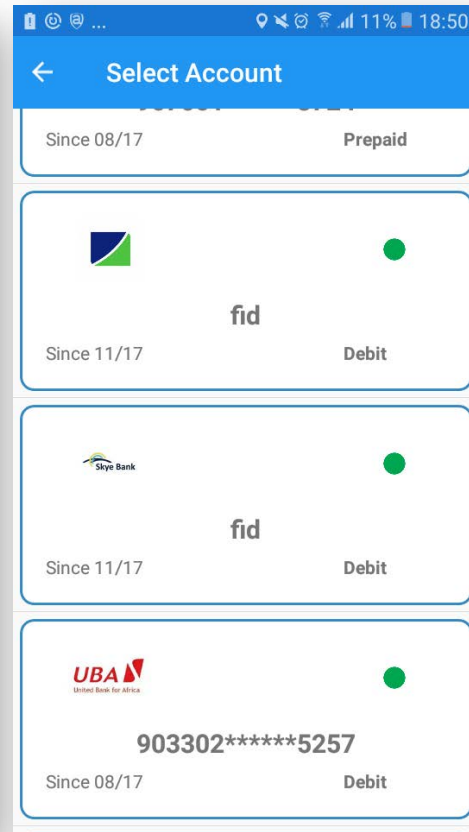 11% 18:50
Select Account
Since 08/17 Prepaid
fid
Since 11/17 Debit
Skye Bank
fid
Since 11/17 Debit
UBA
United Bank for Africa
903302******5257
Since 08/17 Debit